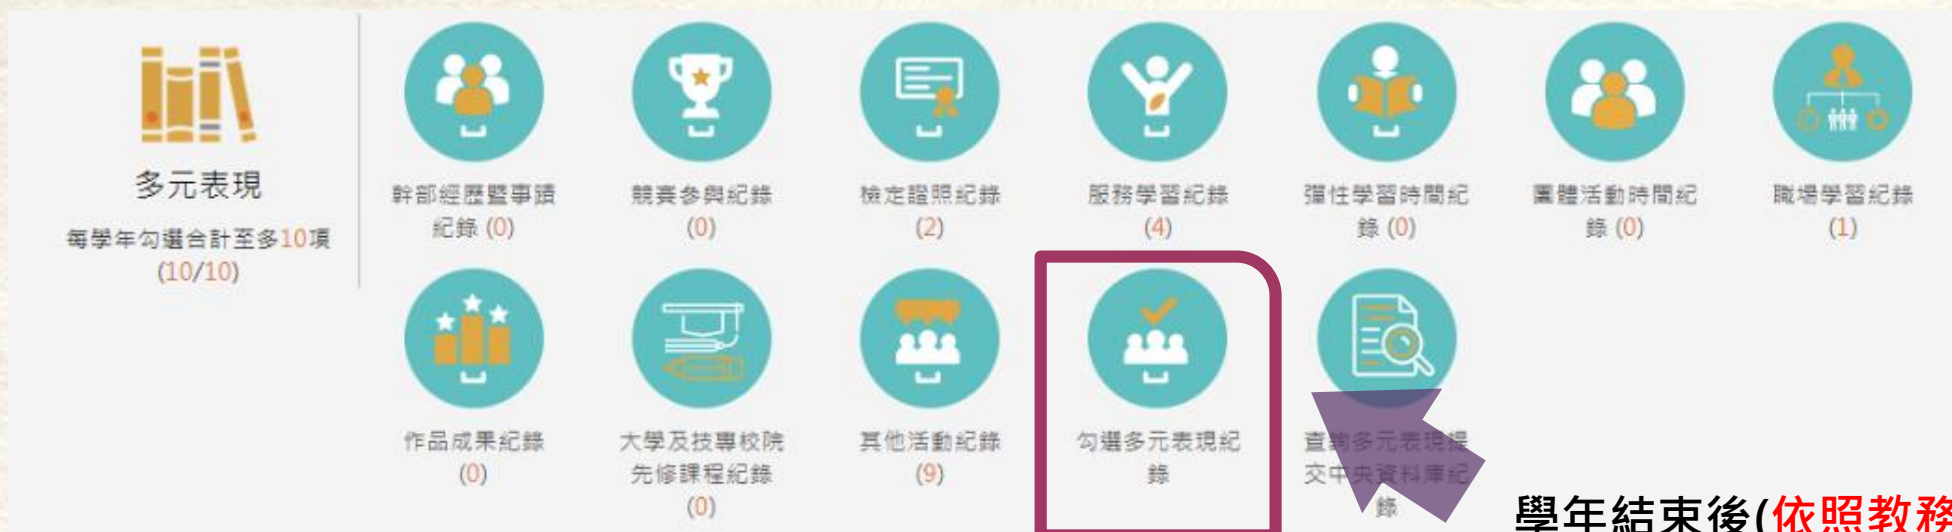 多元表現
每學年勾選合計至多10項
(10/10)
幹部經歷暨事蹟
紀錄 (0)
競賽參與紀錄
(0)
檢定證照紀錄
(2)
服務學習紀錄
(4)
彈性學習時間紀
錄 (0)
團體活動時間紀
錄 (0)
職場學習紀錄
(1)
作品成果紀錄
(0)
大學及技專校院
先修課程紀錄
(0)
其他活動紀錄
(9)
勾選多元表現紀
錄
查詢多元表現提
交中央資料庫紀
錄
學年結束後(依照教務